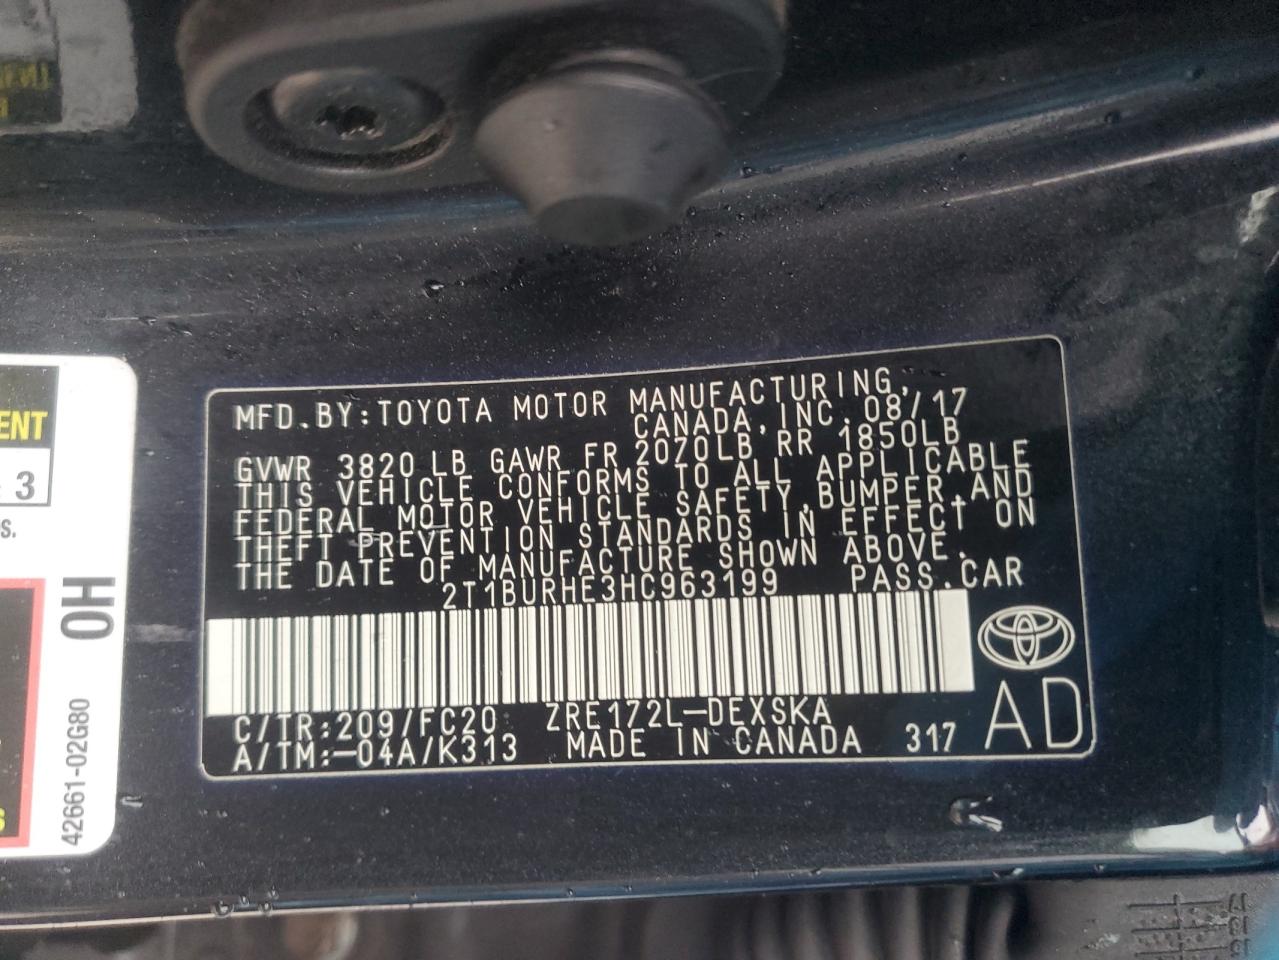 MFD.BY:TOYOTA MOTOR MANUFACTURING,
CANADA,INC.08/17
GVWR 3820 LB GAWR FR 2070LB RR 1850LB
THIS VEHICLE CONFORMS TO ALL APPLICABLE
FEDERAL MOTOR VEHICLE SAFETY,BUMPER,AND
THEFT PREVENTION STANDARDS IN EFFECT ON
THE DATE OF MANUFACTURE SHOWN ABOVE.
2T1BURHE3HC963199 PASS.CAR
C/TR:209/FC20 ZRE172L-DEXSKA
A/TM:-04A/K313 MADE IN CANADA 317 AD
ENT
3
s.
0H
42661-02G80
s